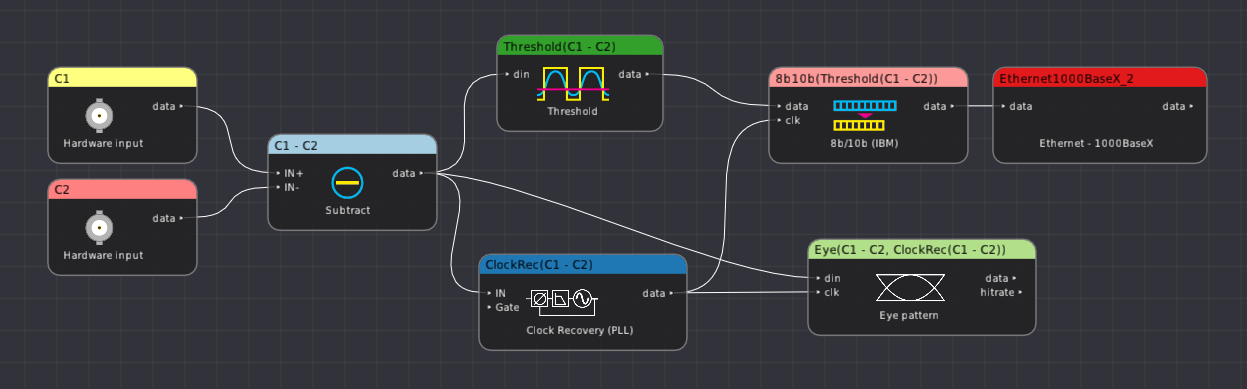 C1
data
Hardware input
C2
data
Hardware input
C1 - C2
IN+
IN-
data
Subtract
Threshold(C1 - C2)
din
data
Threshold
ClockRec(C1 - C2)
IN
Gate
data
Clock Recovery (PLL)
8b10b(Threshold(C1 - C2))
data
clk
data
8b/10b (IBM)
Ethernet1000BaseX_2
data
data
Ethernet - 1000BaseX
Eye(C1 - C2, ClockRec(C1 - C2))
din
clk
data
hitrate
Eye pattern